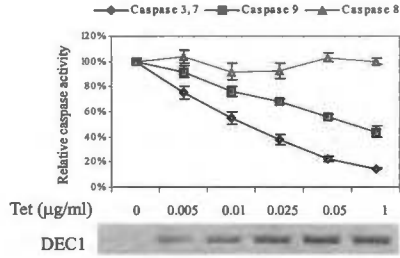 Caspase 3,7 Caspase 9 Caspase 8
Relative caspase activity
120%
100%
80%
60%
40%
20%
0%
Tet (µg/ml) 0 0.005 0.01 0.025 0.05 1
DEC1